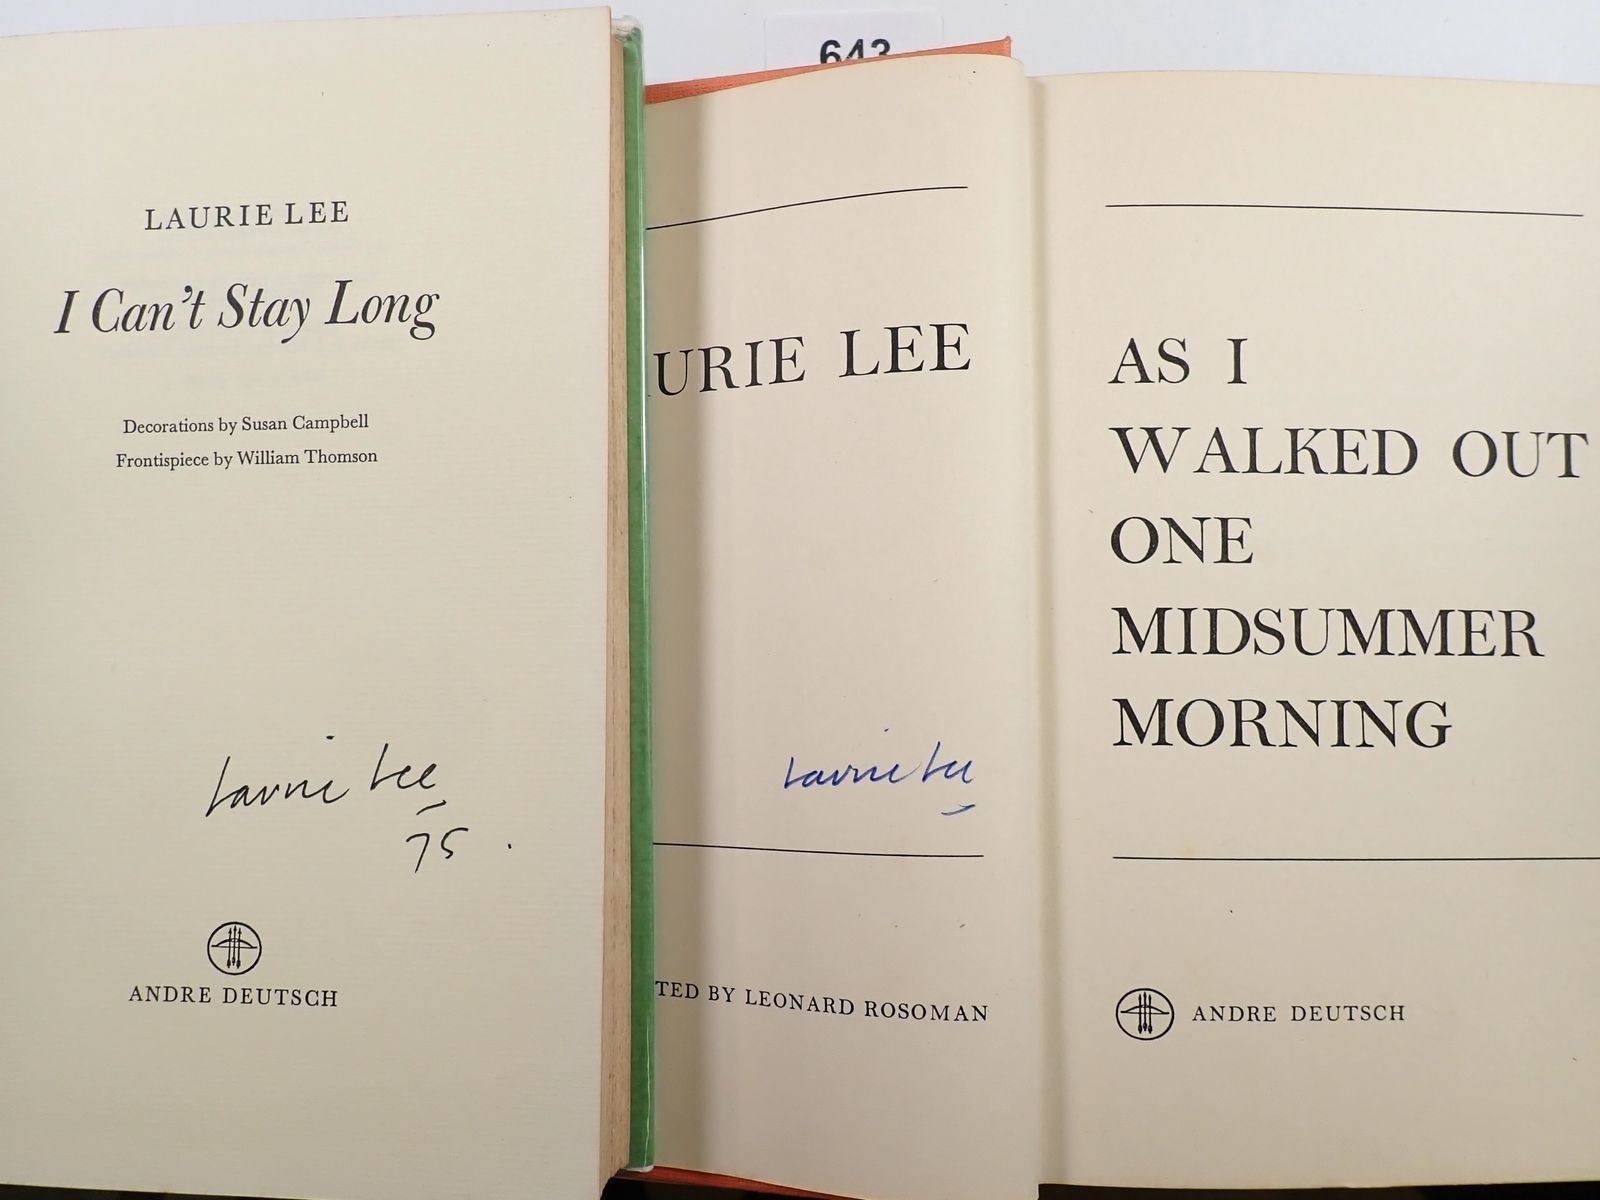 643
LAURIE LEE
I Can't Stay Long
Decorations by Susan Campbell
Frontispiece by William Thomson
Laurie Lee
75.
ANDRE DEUTSCH
URIE LEE
Laurie Lee
TED BY LEONARD ROSOMAN
AS I
WALKED OUT
ONE
MIDSUMMER
MORNING
ANDRE DEUTSCH